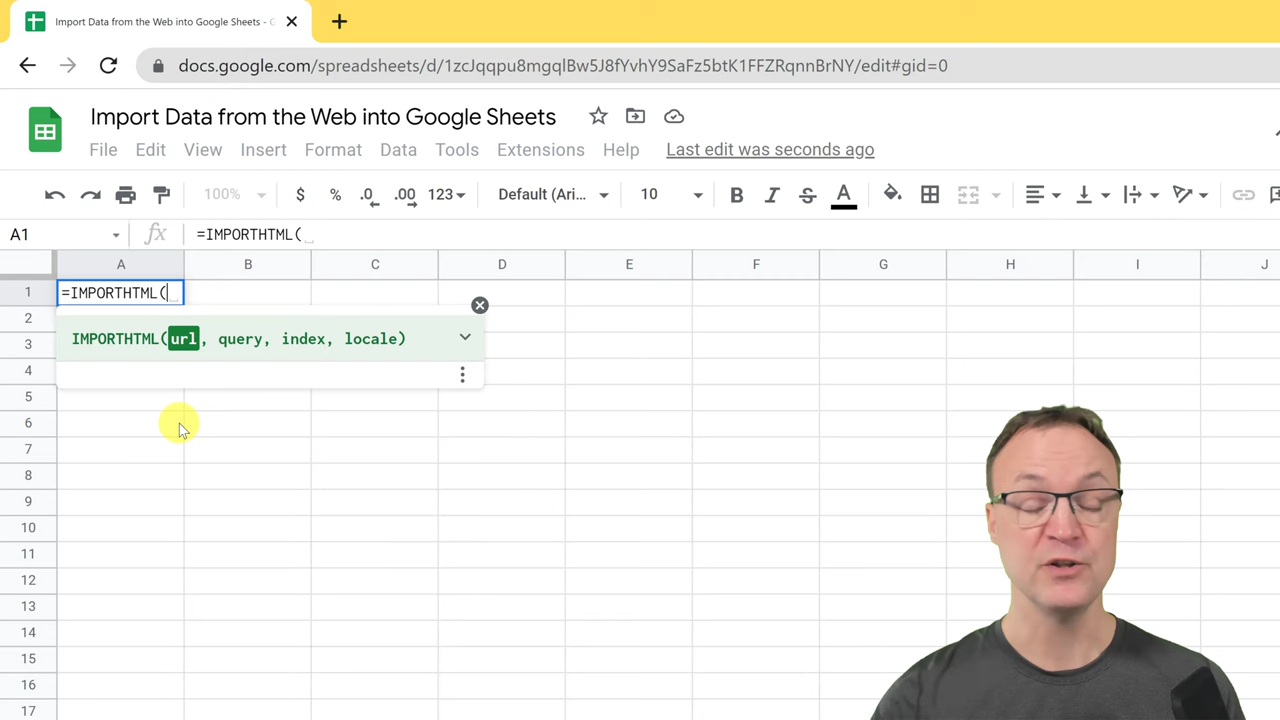 Import Data from the Web into Google Sheets - G
docs.google.com/spreadsheets/d/1zcJqqpu8mgqlBw5J8fYvhY9SaFz5btK1FFZRqnnBrNY/edit#gid=0
Import Data from the Web into Google Sheets
File Edit View Insert Format Data Tools Extensions Help Last edit was seconds ago
100% $ % .0 .00 123 Default (Ari... 10 B I S A
A1 fx =IMPORTHTML(
A B C D E F G H I J
1 =IMPORTHTML(
2
IMPORTHTML(url, query, index, locale)
3
4
5
6
7
8
9
10
11
12
13
14
15
16
17